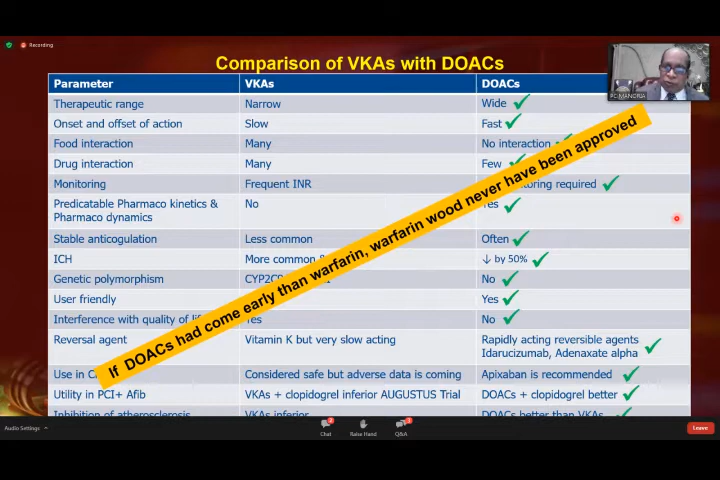 Recording
Comparison of VKAs with DOACs
Parameter VKAs DOACs
Therapeutic range Narrow Wide
Onset and offset of action Slow Fast
Food interaction Many No interaction
Drug interaction Many Few
Monitoring Frequent INR required
Predicatable Pharmaco kinetics & No Yes
Pharmaco dynamics
Stable anticoagulation Less common Often
ICH More common ↓ by 50%
Genetic polymorphism No
User friendly Yes
Interference with quality of Yes No
Reversal agent Vitamin K but very slow acting Rapidly acting reversible agents
Idarucizumab, Adenaxate alpha
Use in Considered safe but adverse data is coming Apixaban is recommended
Utility in PCI+ Afib VKAs + clopidogrel inferior AUGUSTUS Trial DOACs + clopidogrel better
Inhibition of atherosclerosis VKAs inferior DOACs better than VKAs
If DOACs had come early than warfarin, warfarin wood never have been approved
PC MANORIA
Audio Settings
Chat
Raise Hand
Q&A
Leave